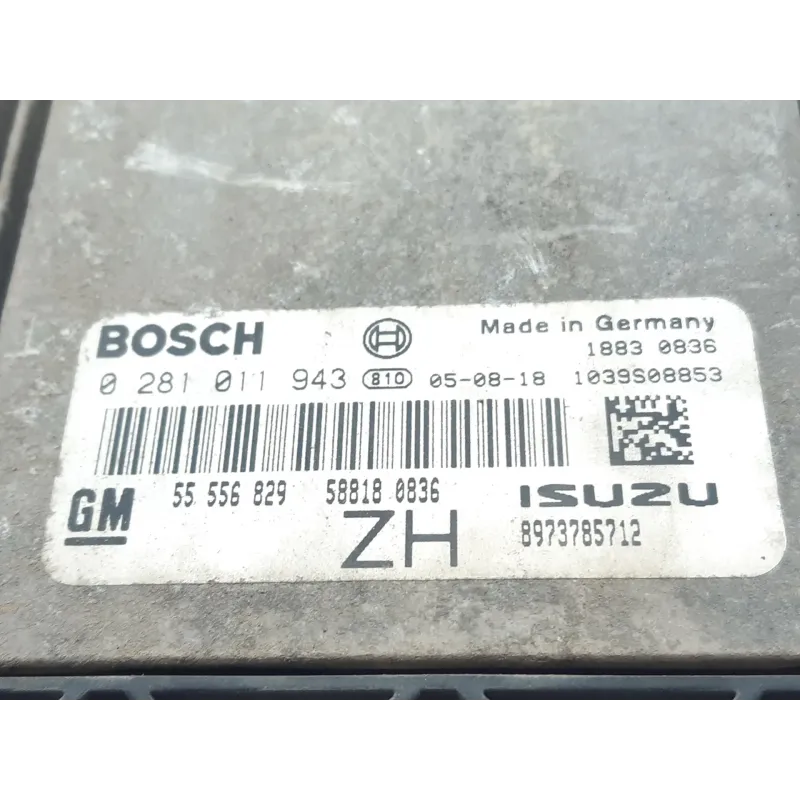 BOSCH Made in Germany
1883 0836
0 281 011 943 810 05-08-18 1039S08853
GM 55 556 829 58818 0836 ISUZU
ZH 8973785712